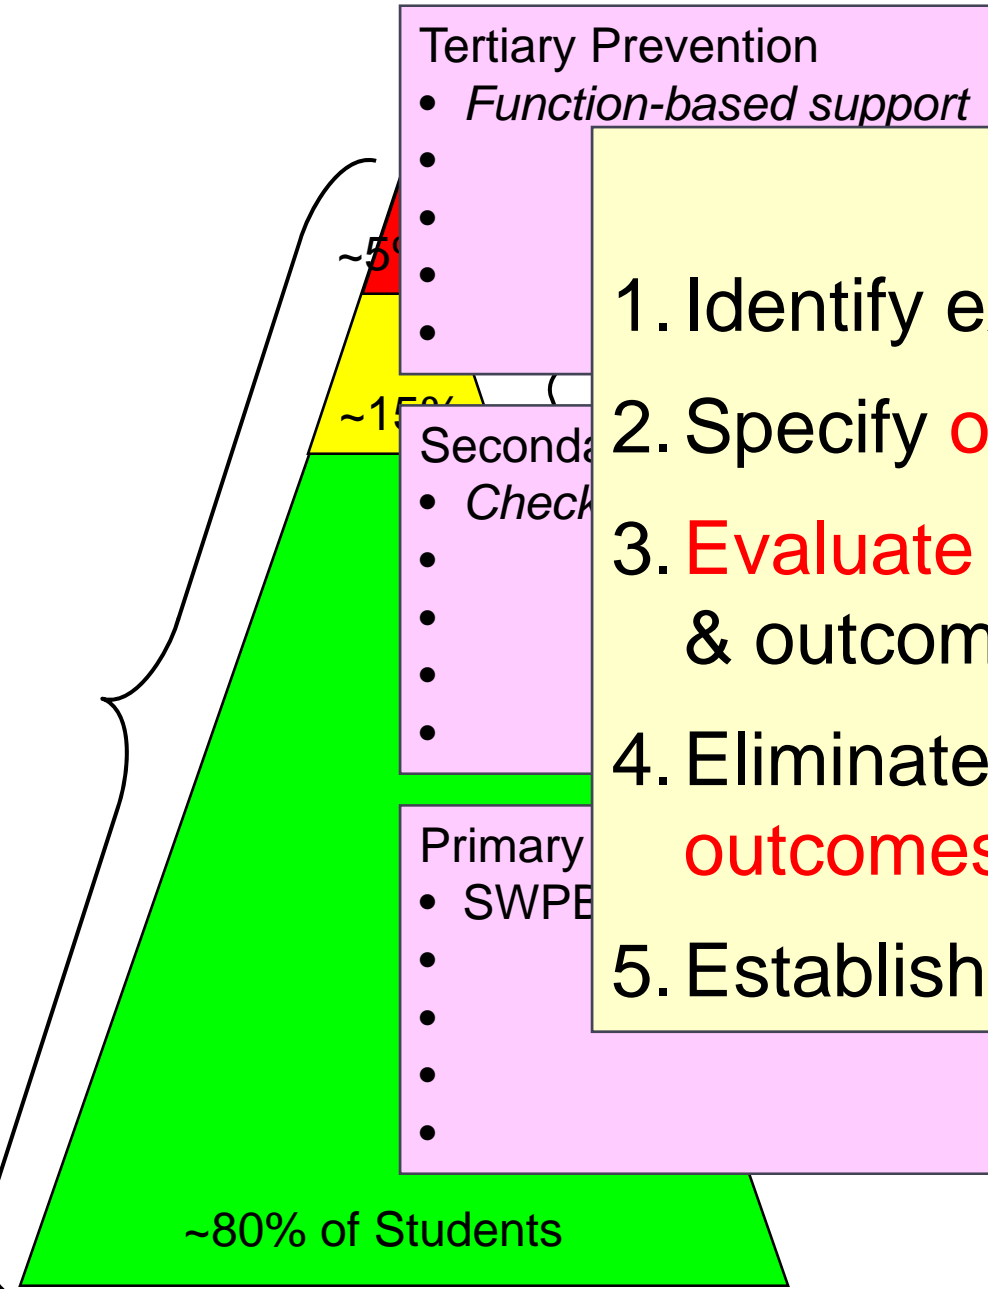 Tertiary Prevention
• Function-based support
•
•
•
•
~5%
~15%
Seconda
• Check
•
•
•
•
Primary
• SWPB
•
•
•
•
~80% of Students
1. Identify e
2. Specify o
3. Evaluate
& outcom
4. Eliminate
outcomes
5. Establish